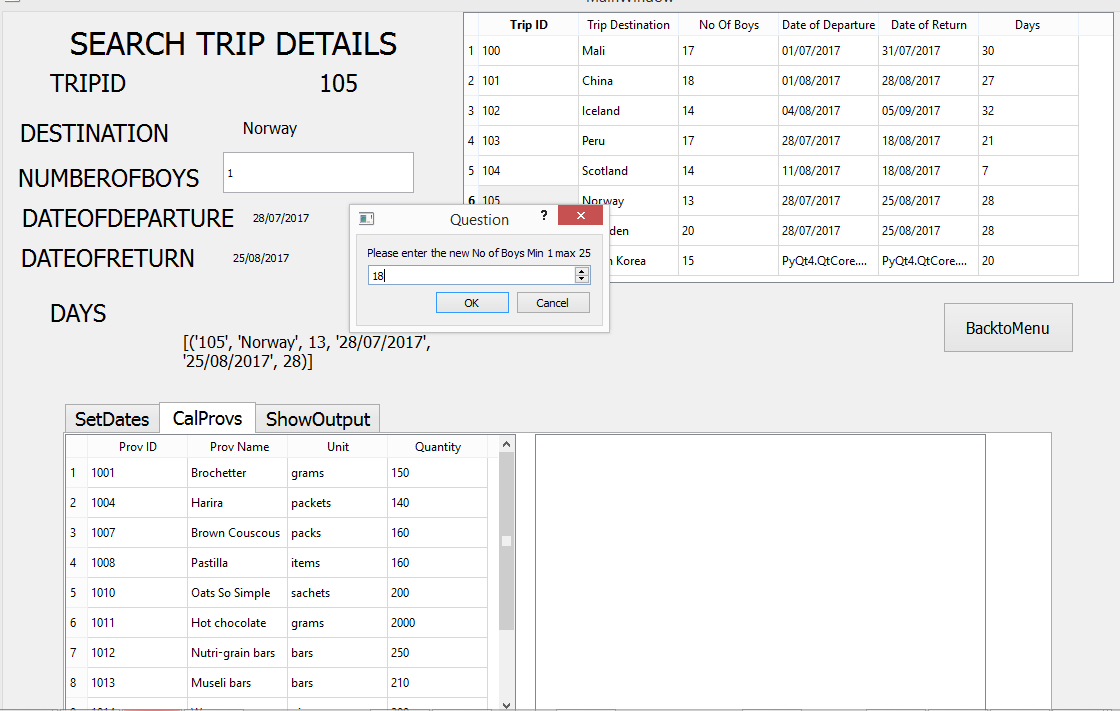 MainWindow
SEARCH TRIP DETAILS
TRIPID 105
DESTINATION Norway
NUMBEROFBOYS 1
DATEOFDEPARTURE 28/07/2017
DATEOFRETURN 25/08/2017
DAYS
[('105', 'Norway', 13, '28/07/2017',
'25/08/2017', 28)]
Trip ID Trip Destination No Of Boys Date of Departure Date of Return Days
1 100 Mali 17 01/07/2017 31/07/2017 30
2 101 China 18 01/08/2017 28/08/2017 27
3 102 Iceland 14 04/08/2017 05/09/2017 32
4 103 Peru 17 28/07/2017 18/08/2017 21
5 104 Scotland 14 11/08/2017 18/08/2017 7
6 105 Norway 13 28/07/2017 25/08/2017 28
den 20 28/07/2017 25/08/2017 28
Korea 15 PyQt4.QtCore.... PyQt4.QtCore.... 20
Question ?
Please enter the new No of Boys Min 1 max 25
18
OK Cancel
BacktoMenu
SetDates CalProvs ShowOutput
Prov ID Prov Name Unit Quantity
1 1001 Brochetter grams 150
2 1004 Harira packets 140
3 1007 Brown Couscous packs 160
4 1008 Pastilla items 160
5 1010 Oats So Simple sachets 200
6 1011 Hot chocolate grams 2000
7 1012 Nutri-grain bars bars 250
8 1013 Museli bars bars 210